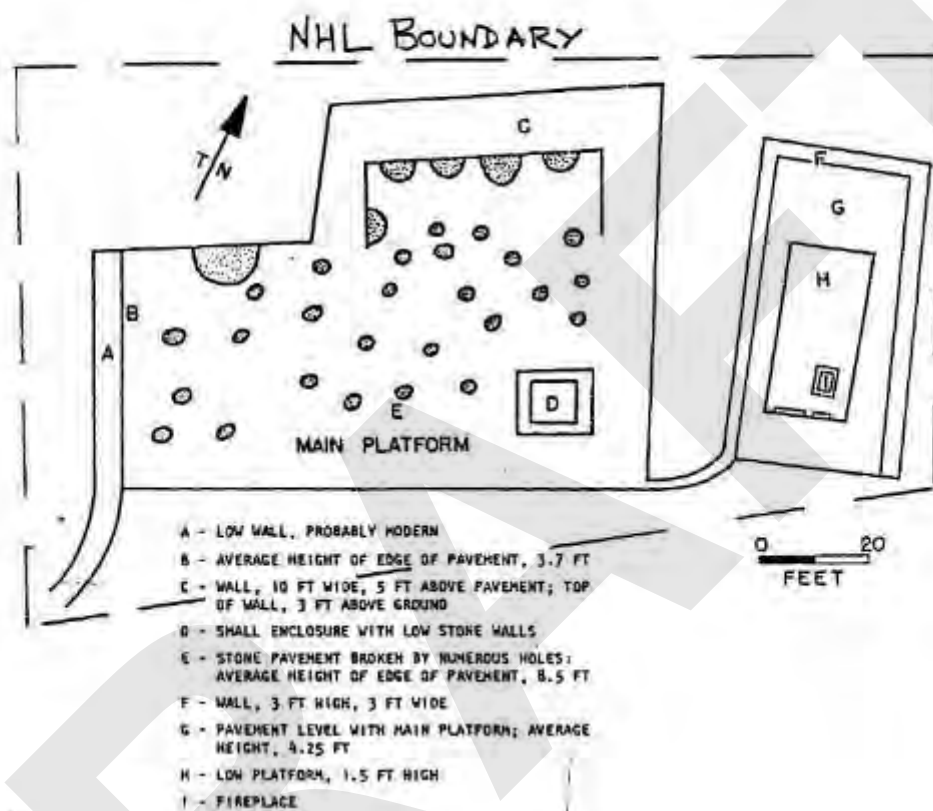 NHL BOUNDARY
T/N
C
F
G
H
I
B
A
D
E
MAIN PLATFORM
0 20
FEET
A - LOW WALL, PROBABLY MODERN
B - AVERAGE HEIGHT OF EDGE OF PAVEMENT, 3.7 FT
C - WALL, 10 FT WIDE, 5 FT ABOVE PAVEMENT; TOP
OF WALL, 3 FT ABOVE GROUND
D - SMALL ENCLOSURE WITH LOW STONE WALLS
E - STONE PAVEMENT BROKEN BY NUMEROUS HOLES;
AVERAGE HEIGHT OF EDGE OF PAVEMENT, 8.5 FT
F - WALL, 3 FT HIGH, 3 FT WIDE
G - PAVEMENT LEVEL WITH MAIN PLATFORM; AVERAGE
HEIGHT, 4.25 FT
H - LOW PLATFORM, 1.5 FT HIGH
I - FIREPLACE